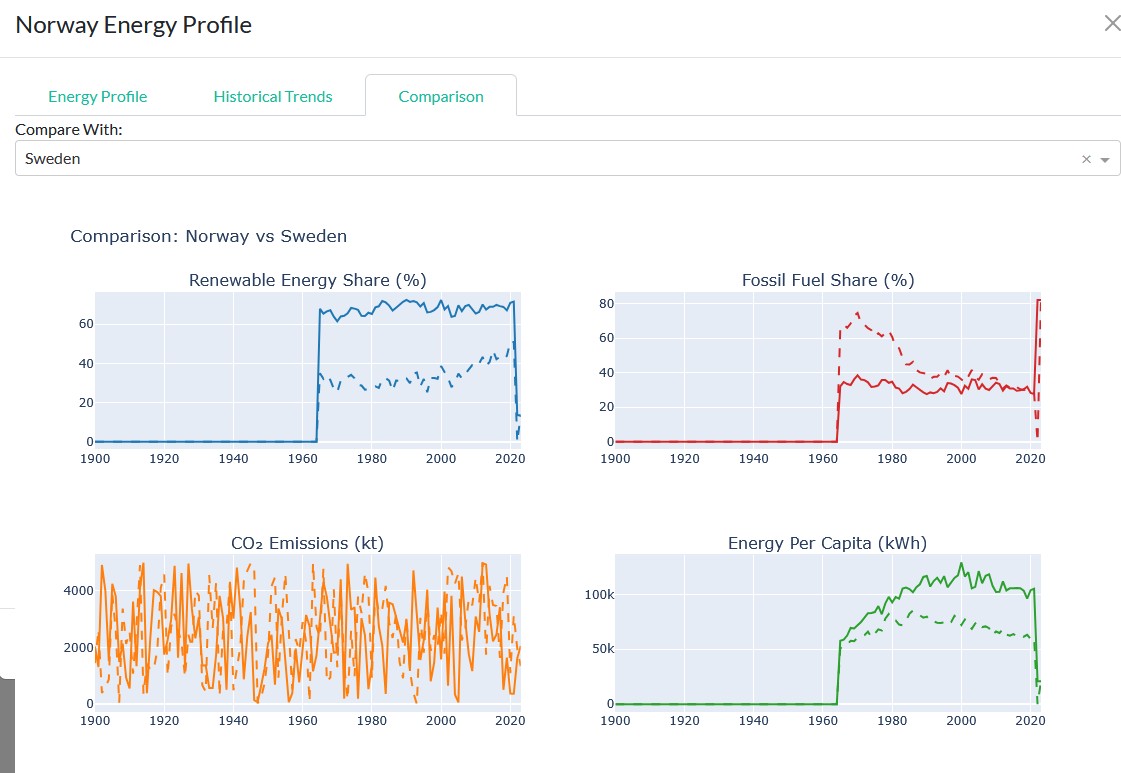 Norway Energy Profile
Energy Profile Historical Trends Comparison
Compare With:
Sweden
Comparison: Norway vs Sweden
Renewable Energy Share (%)
60
40
20
0
1900 1920 1940 1960 1980 2000 2020
Fossil Fuel Share (%)
80
60
40
20
0
1900 1920 1940 1960 1980 2000 2020
CO₂ Emissions (kt)
4000
2000
0
1900 1920 1940 1960 1980 2000 2020
Energy Per Capita (kWh)
100k
50k
0
1900 1920 1940 1960 1980 2000 2020